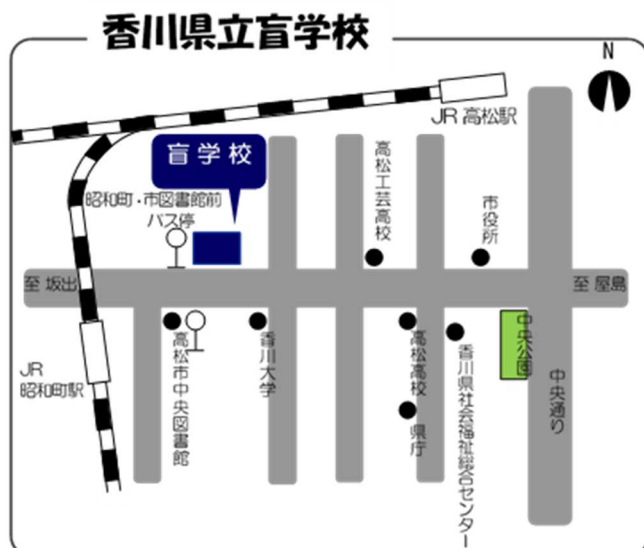 香川県立盲学校
N
JR 高松駅
盲学校
高松工芸高校
昭和町・市図書館前
バス停
市役所
至 坂出
至 屋島
JR
昭和町駅
高松市中央図書館
香川大学
高松高校
県庁
香川県社会福祉総合センター
中央公園
中央通り